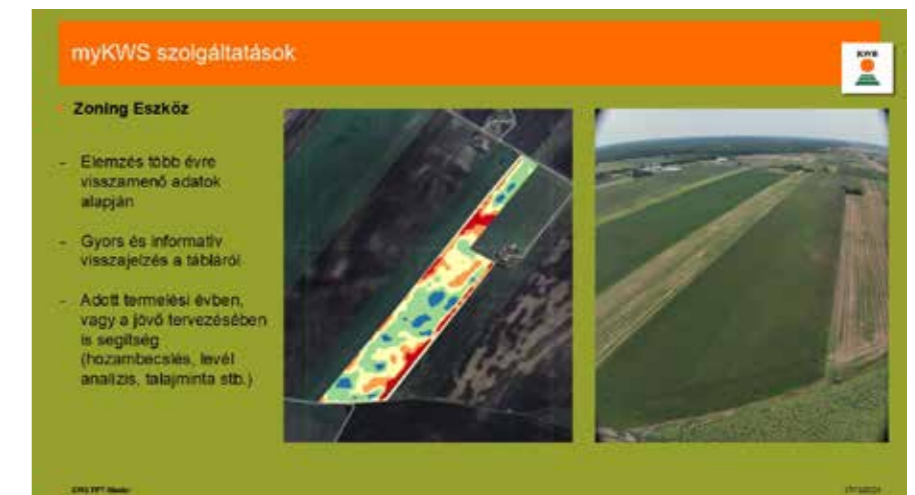 myKWS szolgáltatások
KWS
Zoning Eszköz
- Elemzés több évre
visszamenő adatok
alapján
- Gyors és informatív
visszajelzés a tábláról
- Adott termelési évben,
vagy a jövő tervezésében
is segítség
(hozambecslés, levél
analízis, talajminta stb.)